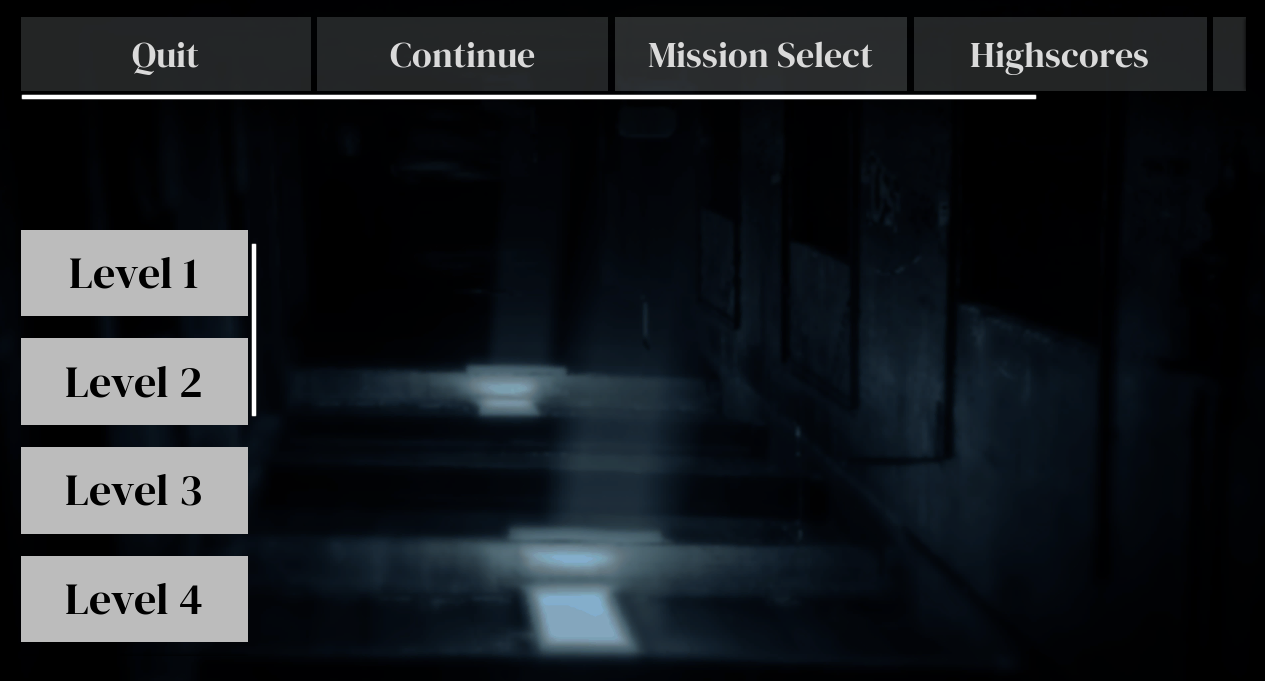 Quit
Continue
Mission Select
Highscores
Level 1
Level 2
Level 3
Level 4